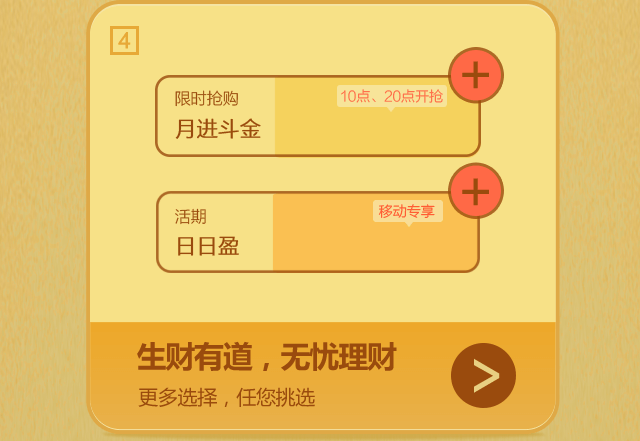 4
限时抢购
10点、20点开抢
月进斗金
活期
移动专享
日日盈
生财有道，无忧理财
更多选择，任您挑选